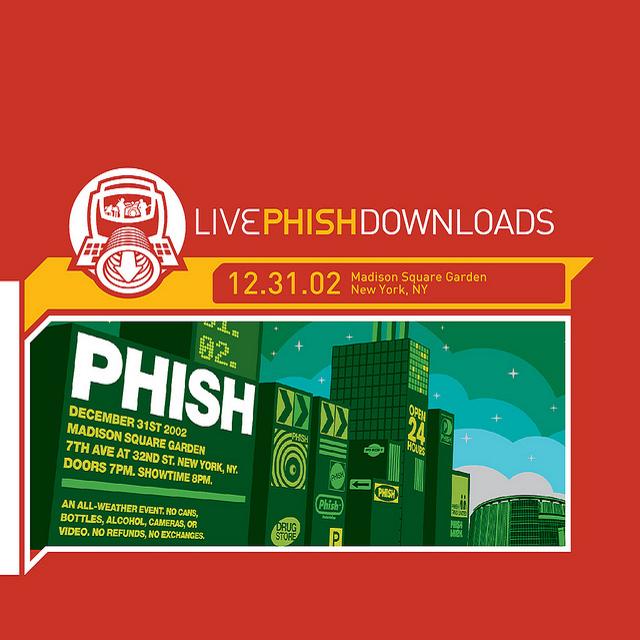 LIVEPHISHDOWNLOADS
12.31.02
Madison Square Garden
New York, NY
31.
02.
PHISH
DECEMBER 31ST 2002
MADISON SQUARE GARDEN
7TH AVE AT 32ND ST. NEW YORK, NY.
DOORS 7PM. SHOWTIME 8PM.
AN ALL-WEATHER EVENT. NO CANS,
BOTTLES, ALCOHOL, CAMERAS, OR
VIDEO. NO REFUNDS, NO EXCHANGES.
PHISH
Phish
DRUG
STORE
P
OPEN
24
HOURS
PHISH